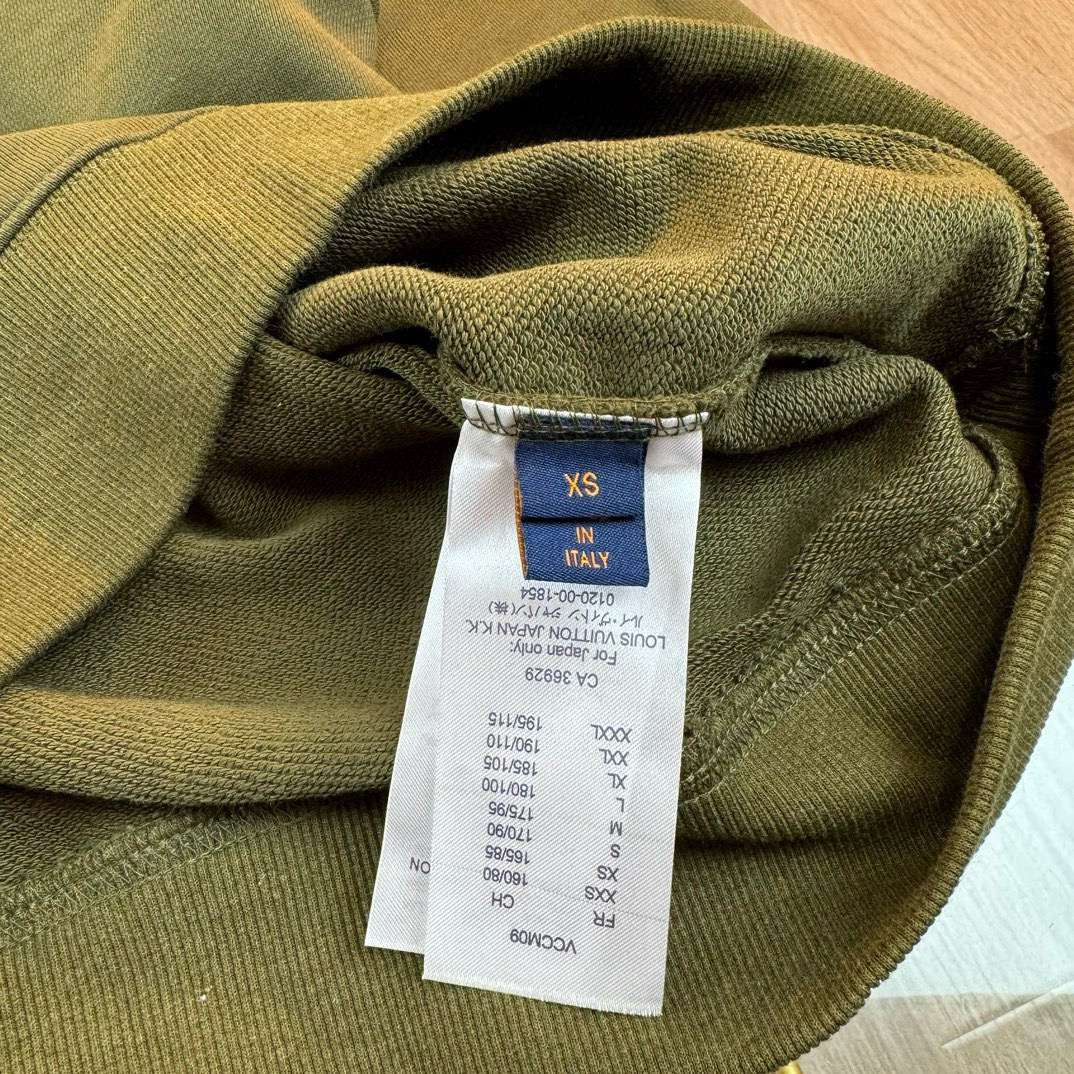 XS
IN
ITALY
VCCM09
FR CH
XXS 160/80
XS 165/85
S 170/90
M 175/95
L 180/100
XL 185/105
XXL 190/110
XXXL 195/115
CA 36929
For Japan only:
LOUIS VUITTON JAPAN K.K.
ルイ・ヴィトン ジャパン(株)
0120-00-1854
ON